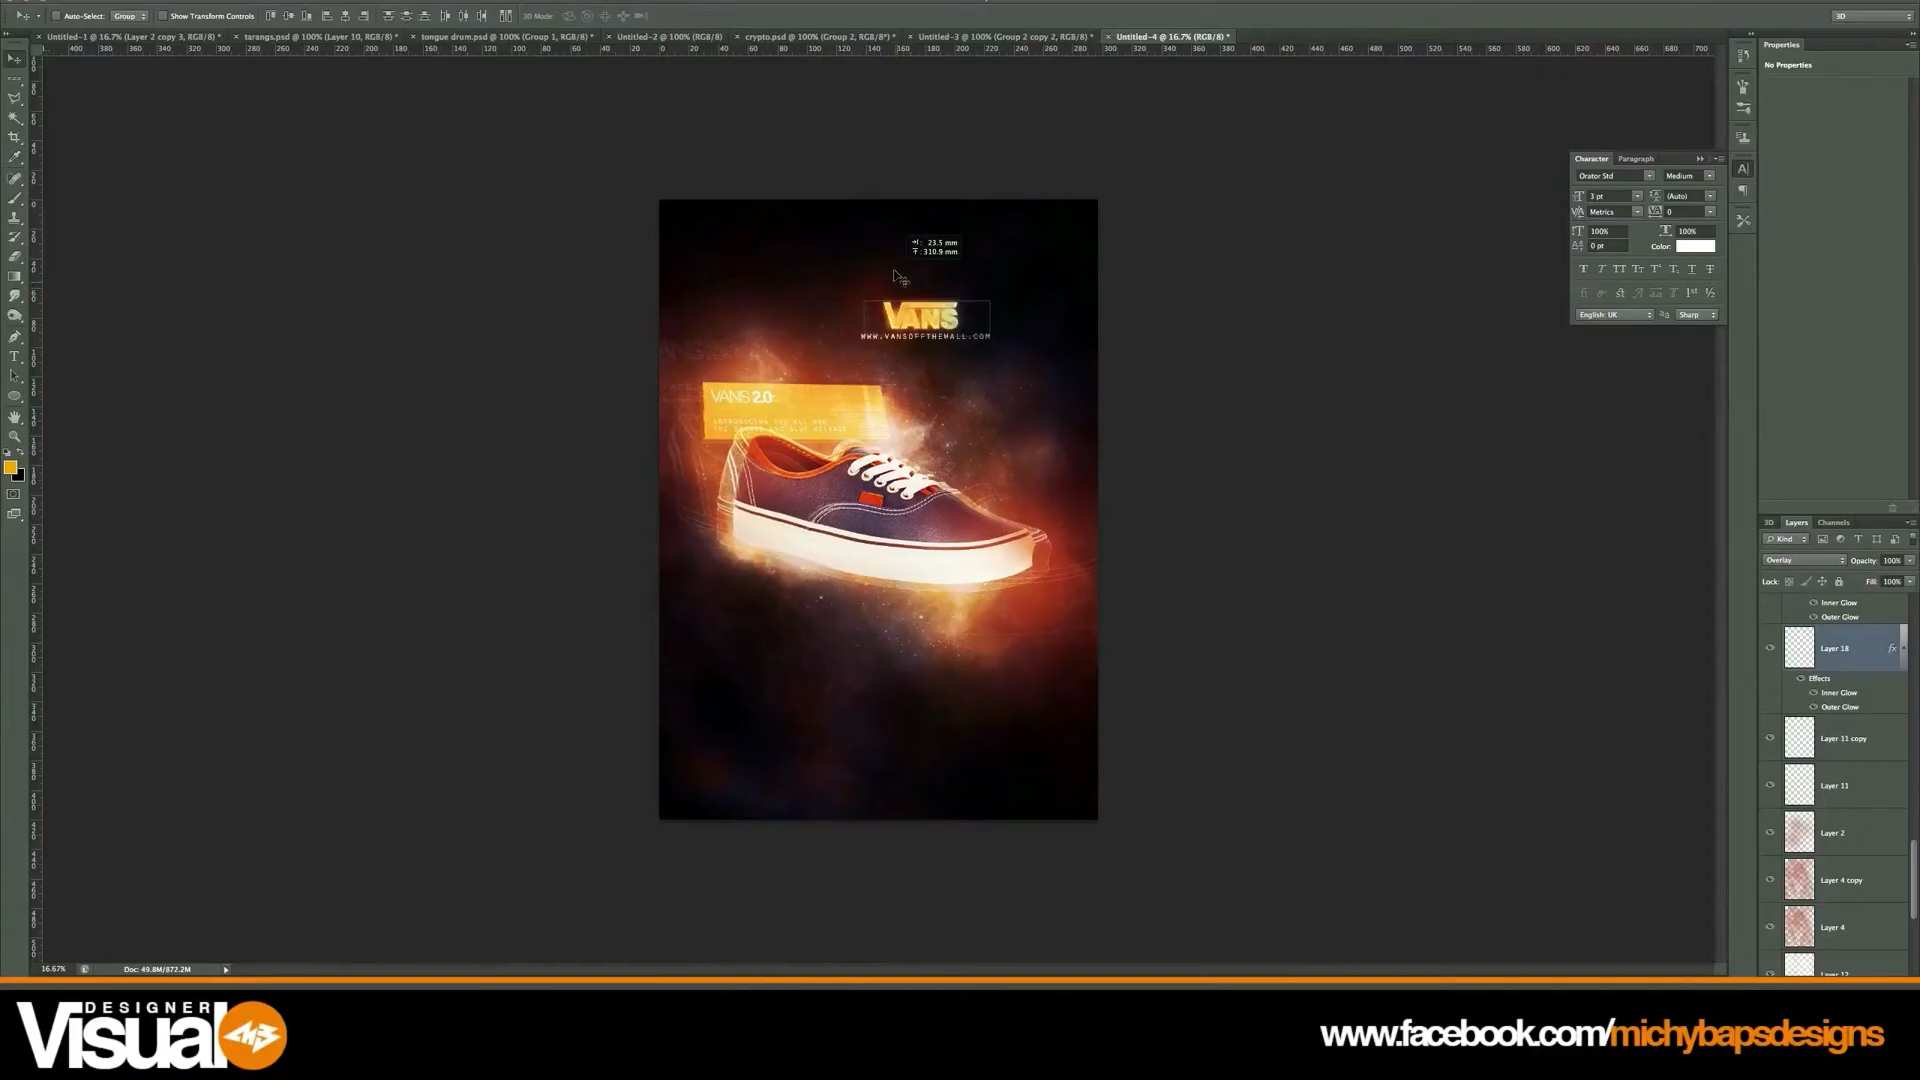 Auto-Select: Group Show Transform Controls 3D Mode: 3D
Untitled-1 @ 16.7% (Layer 2 copy 3, RGB/8) * tarangs.psd @ 100% (Layer 10, RGB/8) * tongue drum.psd @ 100% (Group 1, RGB/8) * Untitled-2 @ 100% (RGB/8) crypto.psd @ 100% (Group 2, RGB/8*) * Untitled-3 @ 100% (Group 2 copy 2, RGB/8) * Untitled-4 @ 16.7% (RGB/8) *
Properties
No Properties
Character Paragraph
Orator Std Medium
3 pt (Auto)
Metrics 0
100% 100%
0 pt Color:
English: UK Sharp
23.5 mm
310.9 mm
VANS
WWW.VANSOFFTHEWALL.COM
VANS 2.0
3D Layers Channels
Kind
Overlay Opacity: 100%
Lock: Fill: 100%
Inner Glow
Outer Glow
Layer 18 fx
Effects
Inner Glow
Outer Glow
Layer 11 copy
Layer 11
Layer 2
Layer 4 copy
Layer 4
16.67% Doc: 49.8M/872.2M
DESIGNER
Visual
www.facebook.com/michybapsdesigns